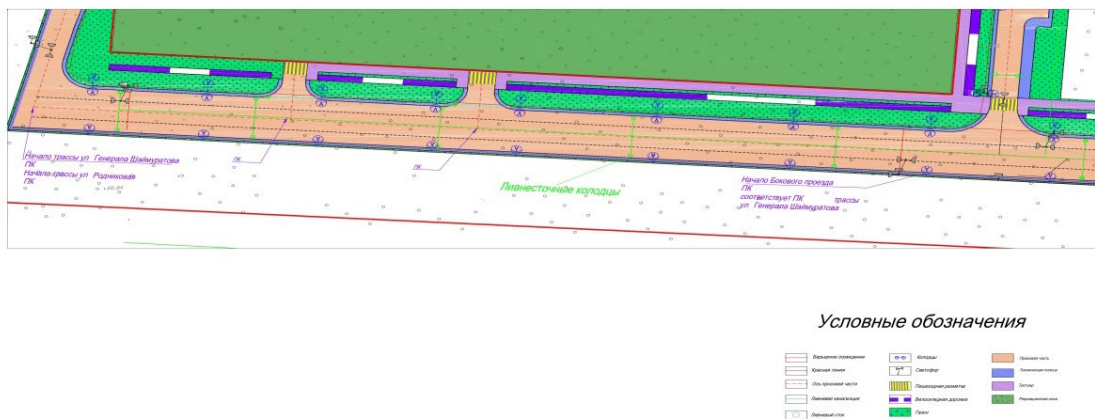 Начало трассы ул Генерала Шаймуратова
ПК
Начало трассы ул Родниковая
ПК
ПК
ПК
Ливнесточные колодцы
Начало Бокового проезда
ПК
соответствует ПК трассы
ул Генерала Шаймуратова
Условные обозначения
Барьерное ограждение
Красная линия
Ось проезжей части
Ливневая канализация
Ливневый сток
Колодцы
Светофор
Пешеходная разметка
Велосипедная дорожка
Газон
Проезжая часть
Техническая полоса
Тротуар